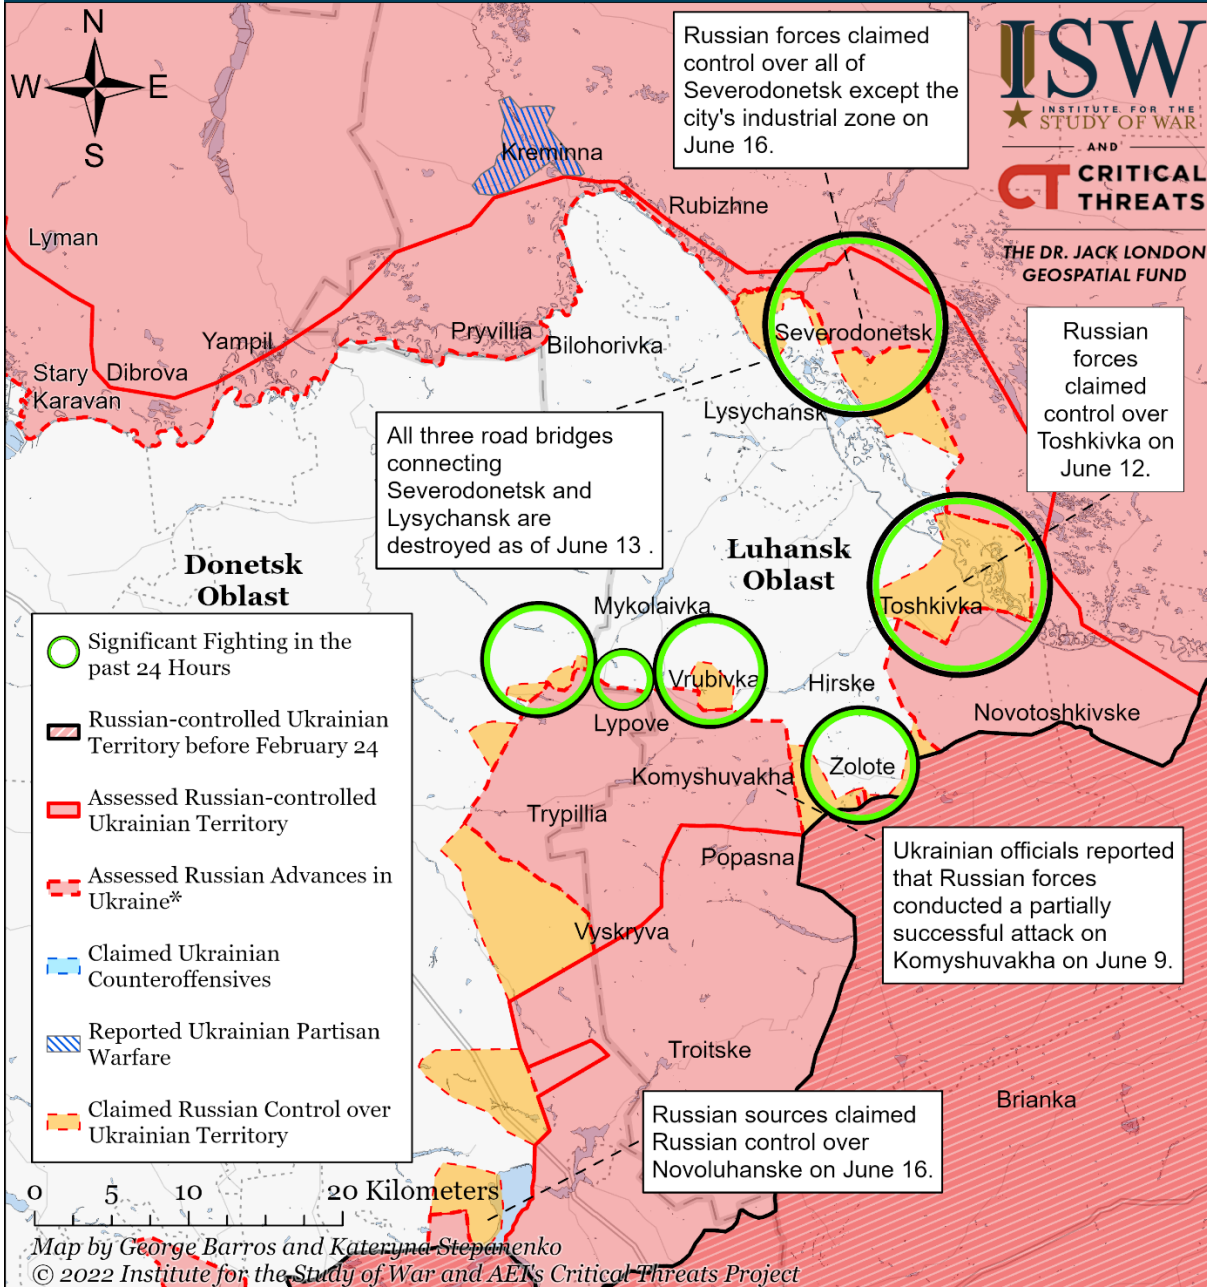 N
W
E
S
Russian forces claimed
control over all of
Severodonetsk except the
city's industrial zone on
June 16.
ISW
INSTITUTE FOR THE
STUDY OF WAR
AND
CT CRITICAL
THREATS
THE DR. JACK LONDON
GEOSPATIAL FUND
Kreminna
Rubizhne
Lyman
Yampil
Pryvillia
Bilohorivka
Severodonetsk
Stary
Karavan
Dibrova
Lysychansk
Russian
forces
claimed
control over
Toshkivka on
June 12.
All three road bridges
connecting
Severodonetsk and
Lysychansk are
destroyed as of June 13 .
Donetsk
Oblast
Luhansk
Oblast
Mykolaivka
Toshkivka
Vrubivka
Hirske
Lypove
Novotoshkivske
Komyshuvakha
Zolote
Trypillia
Popasna
Vyskryva
Troitske
Brianka
Ukrainian officials reported
that Russian forces
conducted a partially
successful attack on
Komyshuvakha on June 9.
Russian sources claimed
Russian control over
Novoluhanske on June 16.
Significant Fighting in the
past 24 Hours
Russian-controlled Ukrainian
Territory before February 24
Assessed Russian-controlled
Ukrainian Territory
Assessed Russian Advances in
Ukraine*
Claimed Ukrainian
Counteroffensives
Reported Ukrainian Partisan
Warfare
Claimed Russian Control over
Ukrainian Territory
0 5 10 20 Kilometers
Map by George Barros and Kateryna Stepanenko
© 2022 Institute for the Study of War and AEI's Critical Threats Project